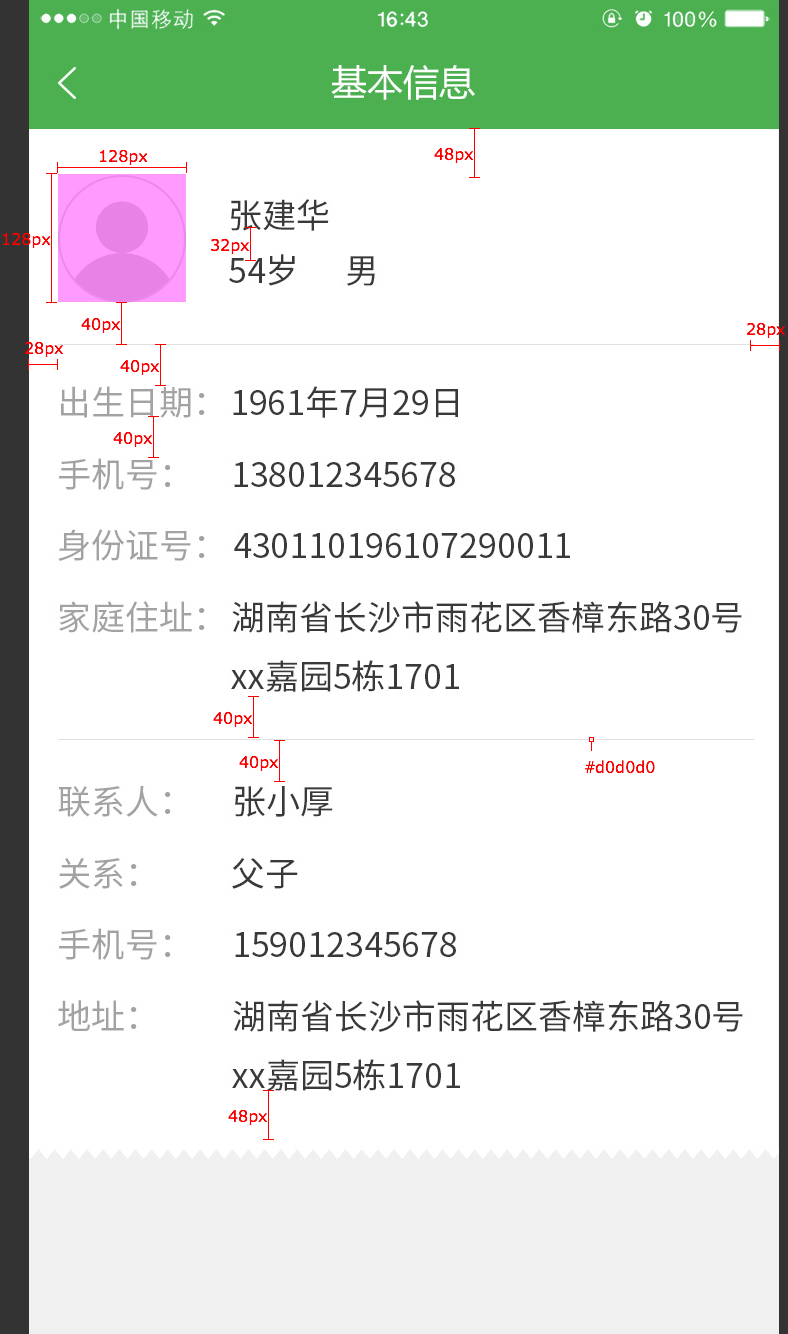 中国移动 16:43 100%
基本信息
48px
128px
128px
张建华
32px
54岁 男
40px
28px
28px
40px
出生日期： 1961年7月29日
40px
手机号： 138012345678
身份证号： 430110196107290011
家庭住址： 湖南省长沙市雨花区香樟东路30号
xx嘉园5栋1701
40px
40px
#d0d0d0
联系人： 张小厚
关系： 父子
手机号： 159012345678
地址： 湖南省长沙市雨花区香樟东路30号
xx嘉园5栋1701
48px